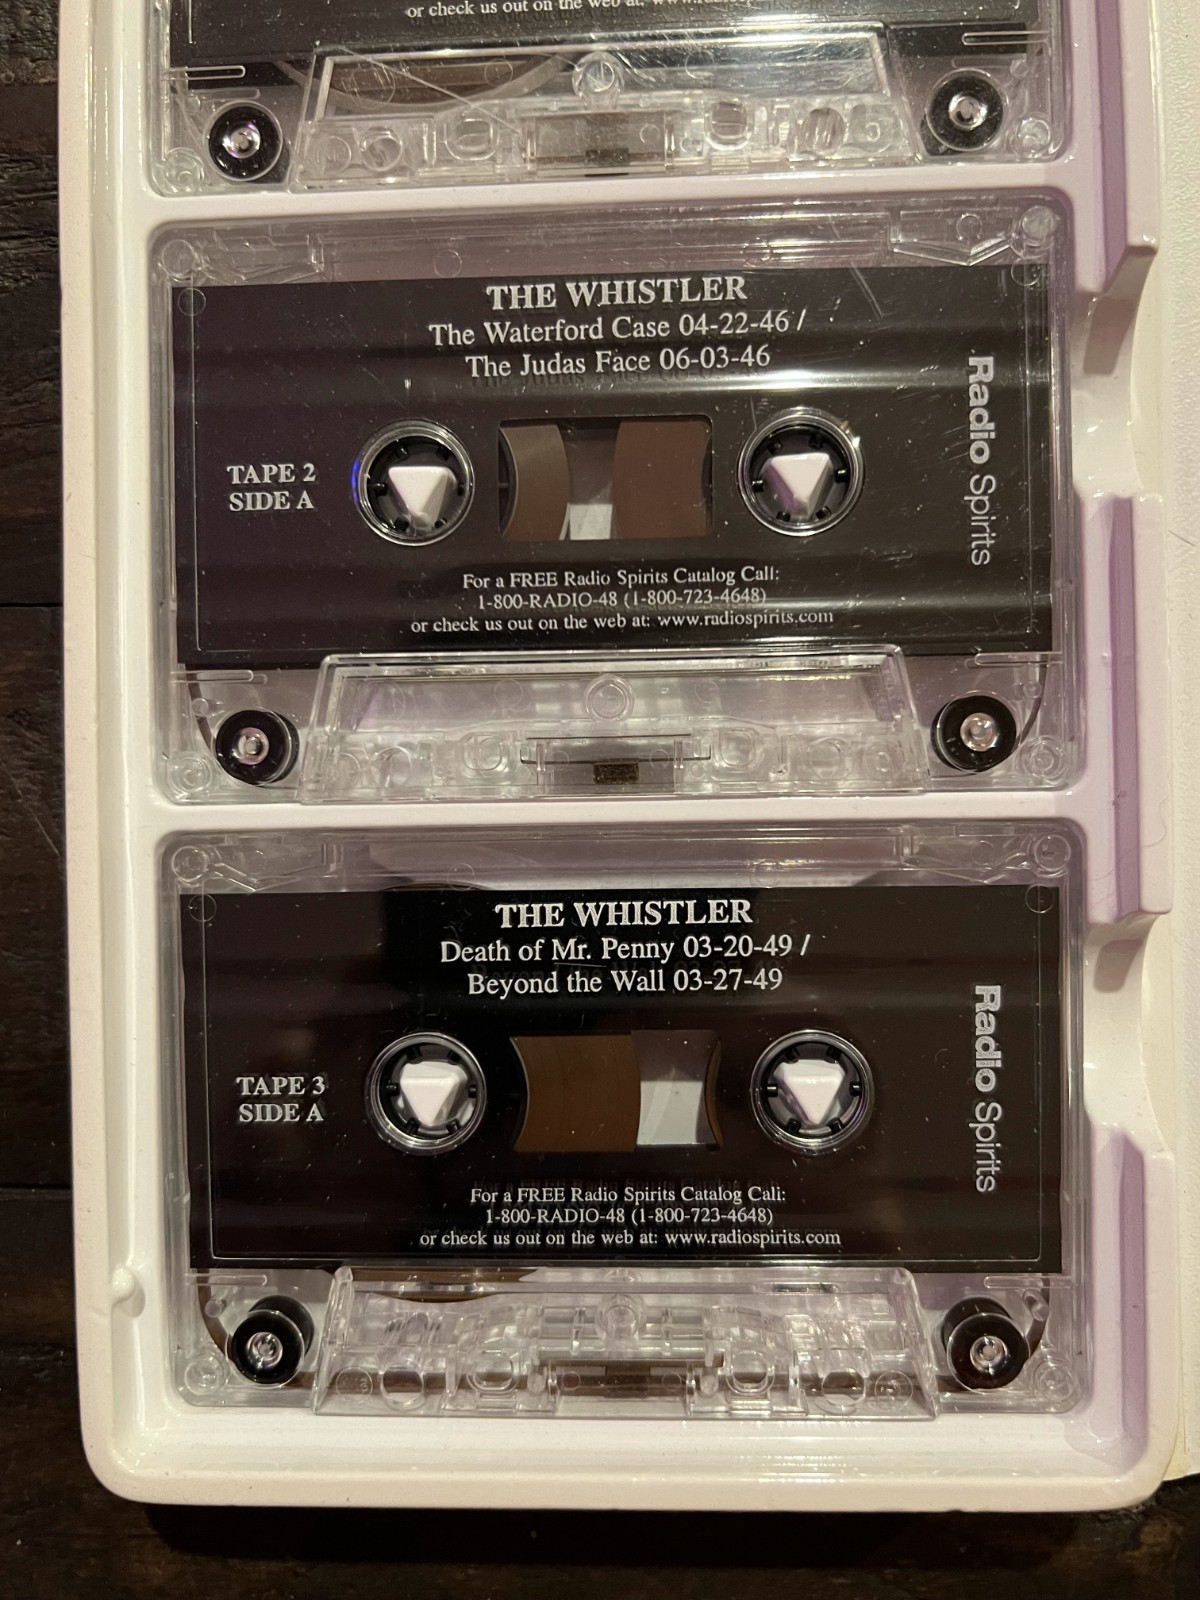 or check us out on the web at: www.radiospirits
THE WHISTLER
The Waterford Case 04-22-46 /
The Judas Face 06-03-46
TAPE 2
SIDE A
Radio Spirits
For a FREE Radio Spirits Catalog Call:
1-800-RADIO-48 (1-800-723-4648)
or check us out on the web at: www.radiospirits.com
THE WHISTLER
Death of Mr. Penny 03-20-49 /
Beyond the Wall 03-27-49
TAPE 3
SIDE A
Radio Spirits
For a FREE Radio Spirits Catalog Call:
1-800-RADIO-48 (1-800-723-4648)
or check us out on the web at: www.radiospirits.com